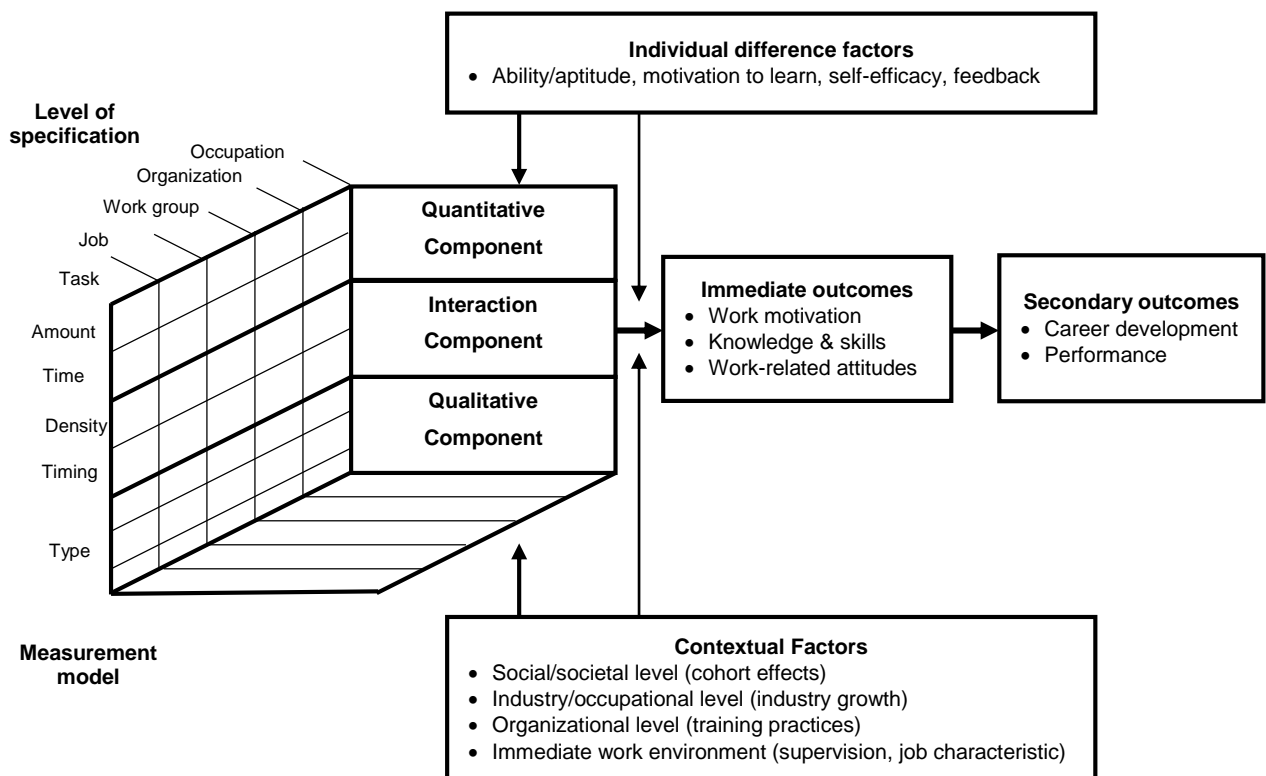 Individual difference factors
• Ability/aptitude, motivation to learn, self-efficacy, feedback
Level of
specification
Occupation
Organization
Work group
Job
Task
Amount
Time
Density
Timing
Type
Measurement
model
Quantitative
Component
Interaction
Component
Qualitative
Component
Immediate outcomes
• Work motivation
• Knowledge & skills
• Work-related attitudes
Secondary outcomes
• Career development
• Performance
Contextual Factors
• Social/societal level (cohort effects)
• Industry/occupational level (industry growth)
• Organizational level (training practices)
• Immediate work environment (supervision, job characteristic)